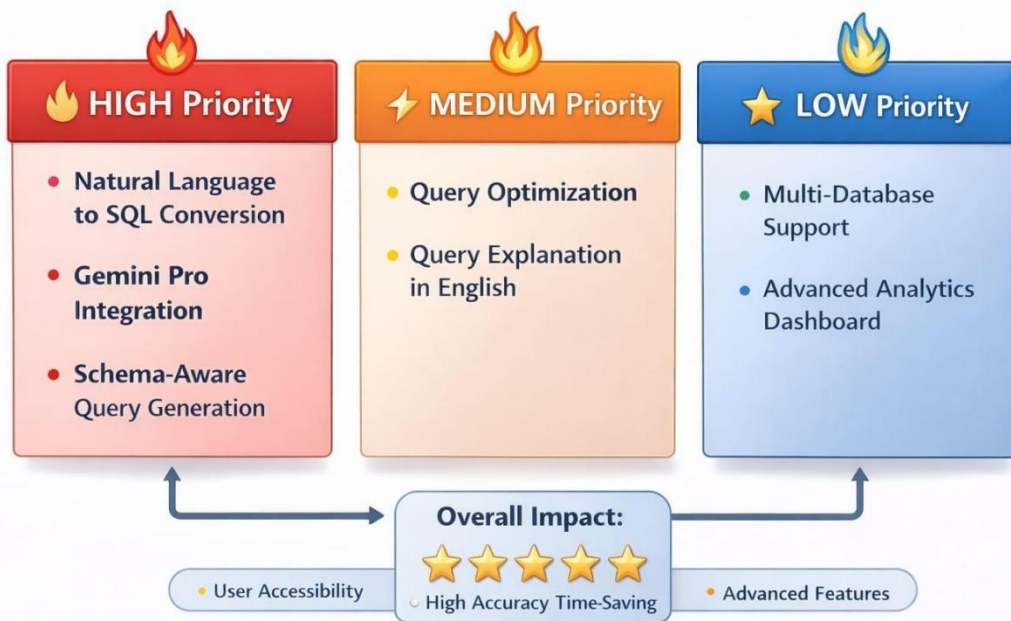 HIGH Priority
Natural Language
to SQL Conversion
Gemini Pro
Integration
Schema-Aware
Query Generation
MEDIUM Priority
Query Optimization
Query Explanation
in English
LOW Priority
Multi-Database
Support
Advanced Analytics
Dashboard
Overall Impact:
User Accessibility
High Accuracy Time-Saving
Advanced Features